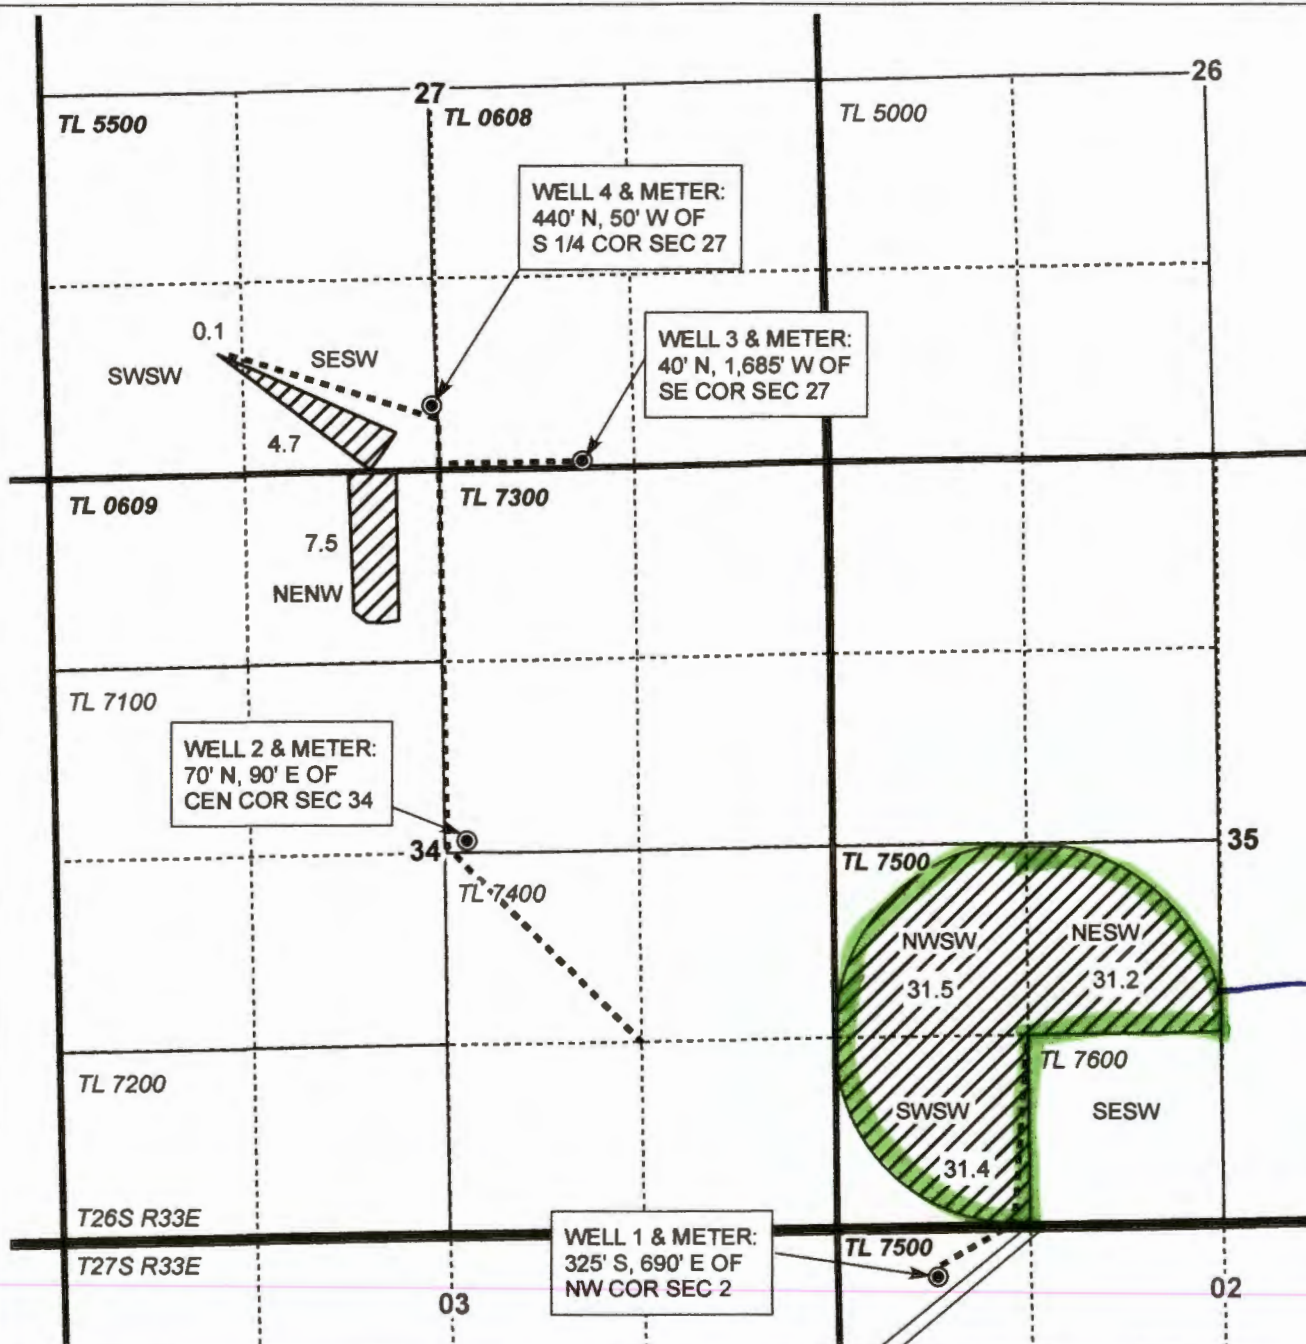 26
27
TL 5500
TL 0608
TL 5000
WELL 4 & METER:
440' N, 50' W OF
S 1/4 COR SEC 27
0.1
SESW
SWSW
WELL 3 & METER:
40' N, 1,685' W OF
SE COR SEC 27
4.7
TL 0609
TL 7300
7.5
NENW
TL 7100
WELL 2 & METER:
70' N, 90' E OF
CEN COR SEC 34
34
35
TL 7500
TL 7400
NWSW
NESW
31.5
31.2
TL 7600
TL 7200
SWSW
SESW
31.4
T26S R33E
WELL 1 & METER:
325' S, 690' E OF
NW COR SEC 2
TL 7500
T27S R33E
03
02